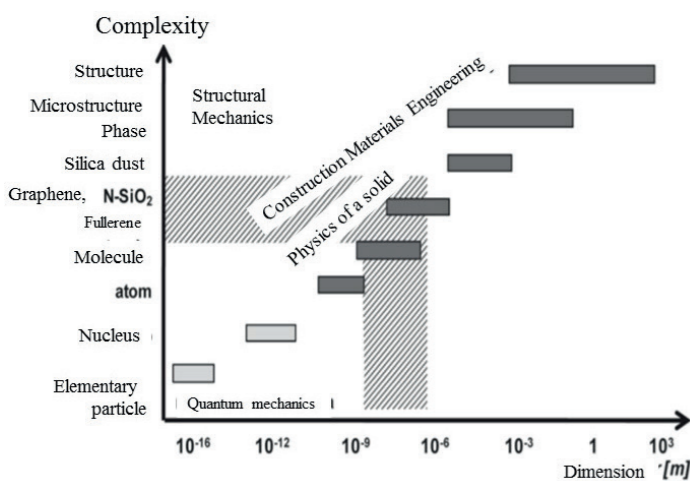 Complexity
Structure
Structural
Mechanics
Construction Materials Engineering
Microstructure
Phase
Silica dust
Graphene, N-SiO₂
Fullerene
Physics of a solid
Molecule
atom
Nucleus
Elementary
particle
Quantum mechanics
10⁻¹⁶ 10⁻¹² 10⁻⁹ 10⁻⁶ 10⁻³ 1 10³
Dimension [m]